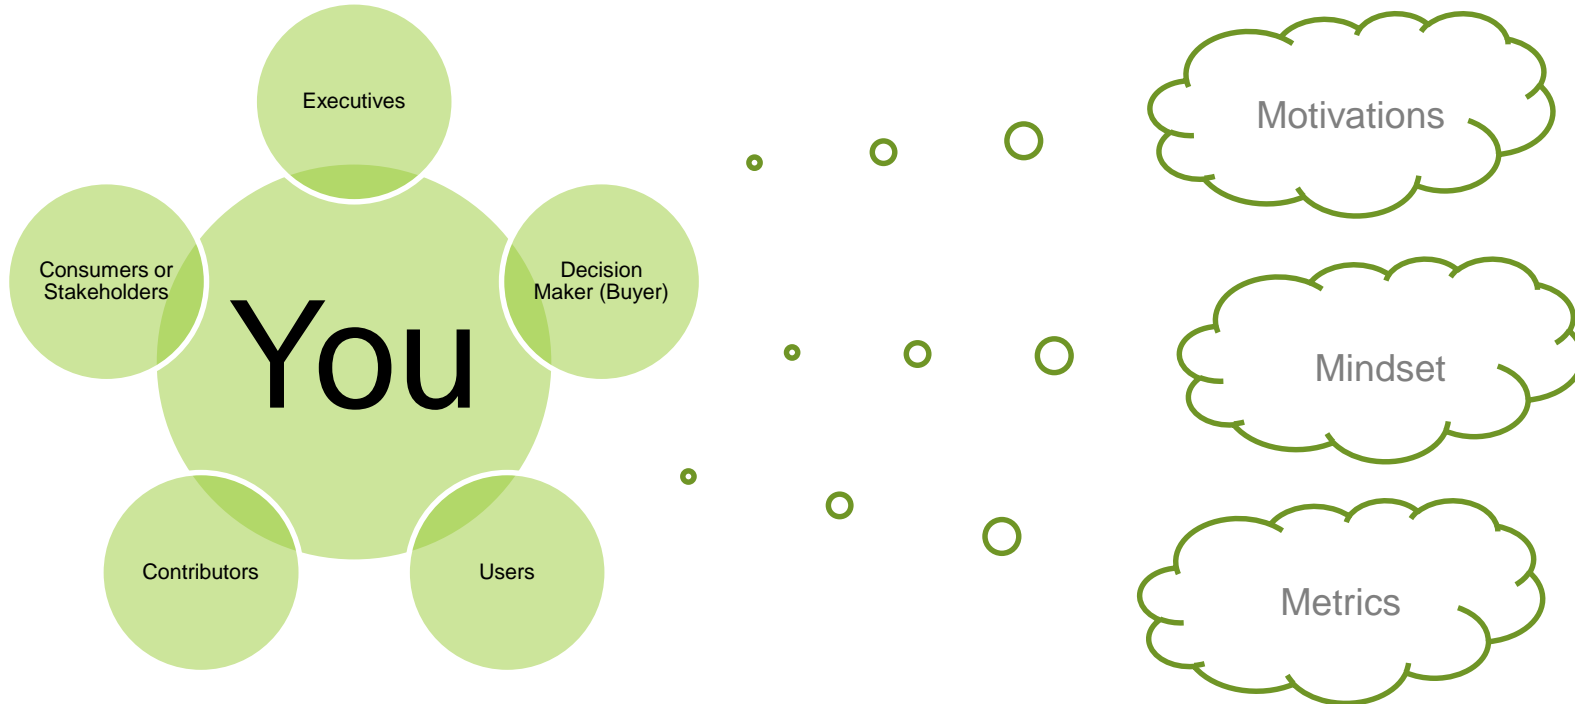 Executives
Consumers or
Stakeholders
You
Decision
Maker (Buyer)
Contributors
Users
Motivations
Mindset
Metrics